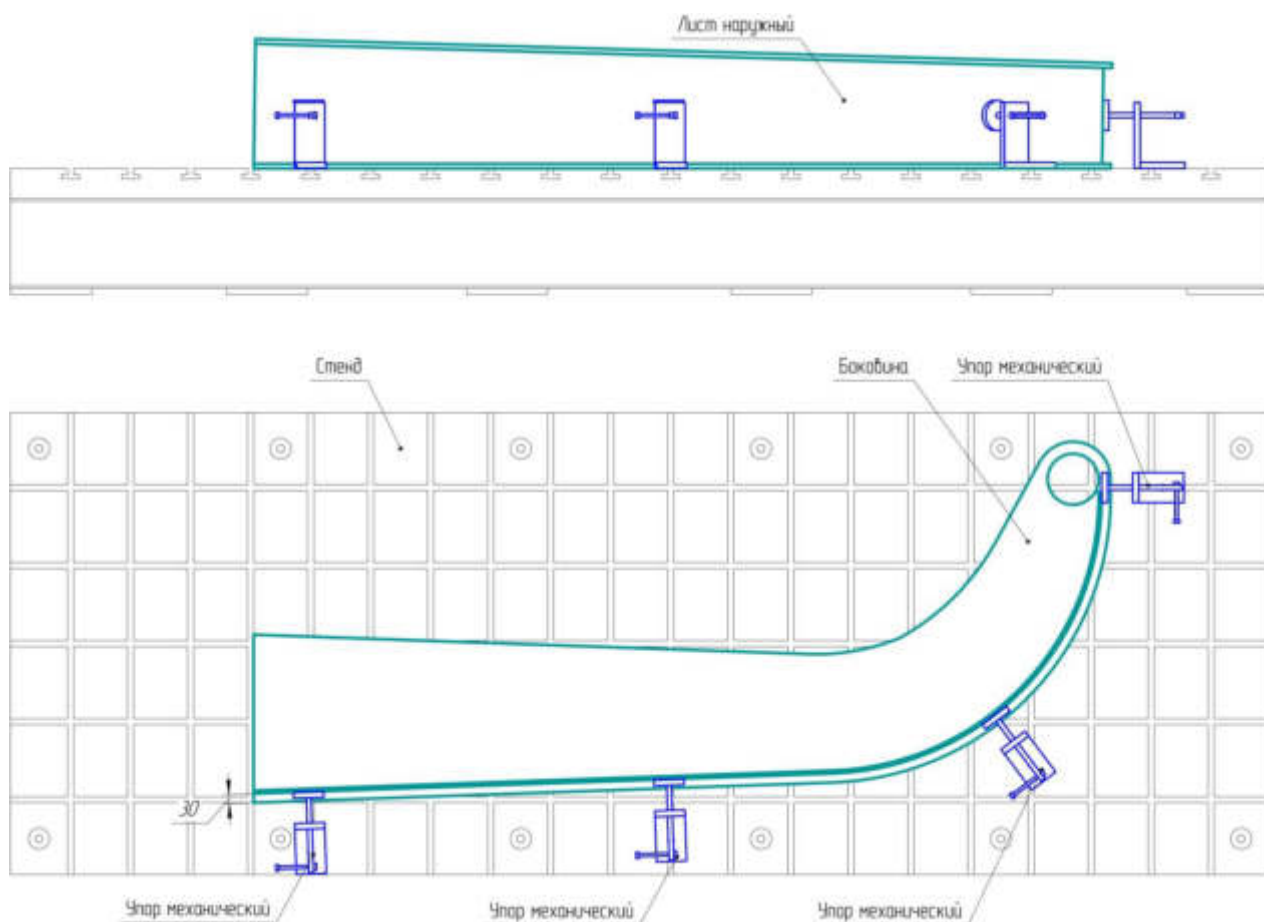 Лист наружный
Стенд
Боковина
Упор механический
30
Упор механический
Упор механический
Упор механический